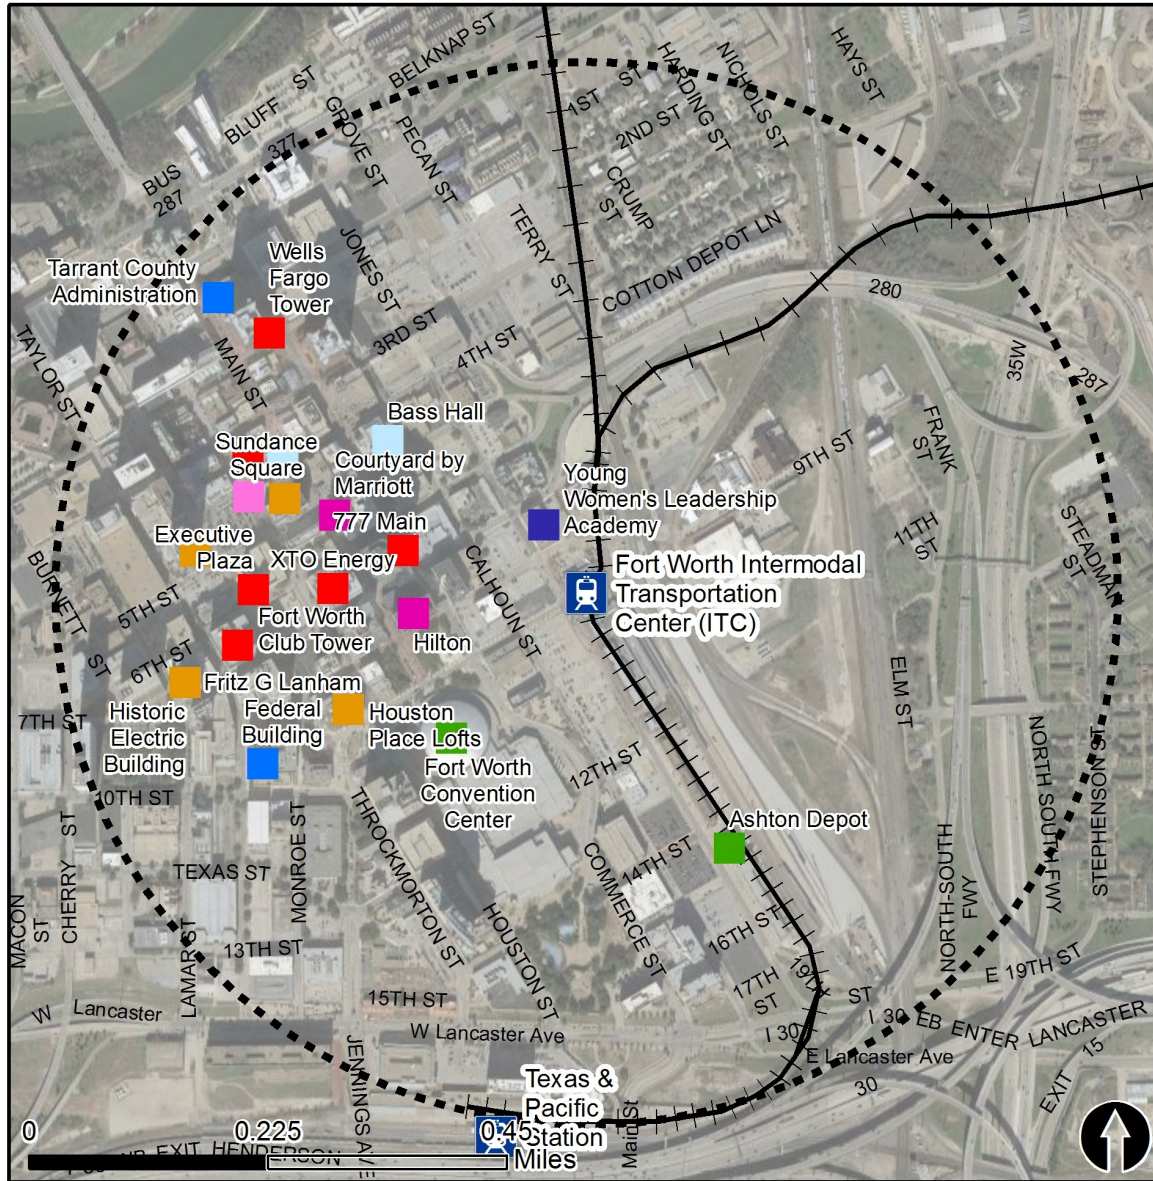 BELKNAP ST
BLUFF ST
GROVE ST
377
PECAN ST
BUS
287
1ST ST
2ND ST
HARDING ST
NICHOLS ST
HAYS ST
CRUMP
ST
TERRY ST
COTTON DEPOT LN
JONES ST
3RD ST
4TH ST
280
35W
287
Tarrant County
Administration
Wells
Fargo
Tower
TAYLOR ST
MAIN ST
Bass Hall
Sundance
Square
Courtyard by
Marriott
777 Main
Executive
Plaza
XTO Energy
Young
Women's Leadership
Academy
9TH ST
FRANK
ST
11TH
ST
STEADMAN
ST
BURNETT
ST
5TH ST
6TH ST
CALHOUN ST
Fort Worth Intermodal
Transportation
Center (ITC)
Fort Worth
Club Tower
Hilton
Fritz G Lanham
Federal
Building
Historic
Electric
Building
7TH ST
Houston
Place Lofts
Fort Worth
Convention
Center
12TH ST
ELM ST
NORTH SOUTH FWY
STEPHENSON ST
10TH ST
Ashton Depot
14TH ST
TEXAS ST
MONROE ST
THROCKMORTON ST
COMMERCE ST
MACON
ST
CHERRY ST
LAMAR ST
13TH ST
HOUSTON ST
16TH ST
17TH
ST
NORTH-SOUTH
FWY
E 19TH ST
15TH ST
W Lancaster
W Lancaster Ave
19TH
ST
I 30
I 30
EB ENTER LANCASTER
E Lancaster Ave
30
EXIT
15
JENNINGS AVE
Main St
Texas &
Pacific
Station
EXIT HENDERSON
0 0.225 0.45
Miles